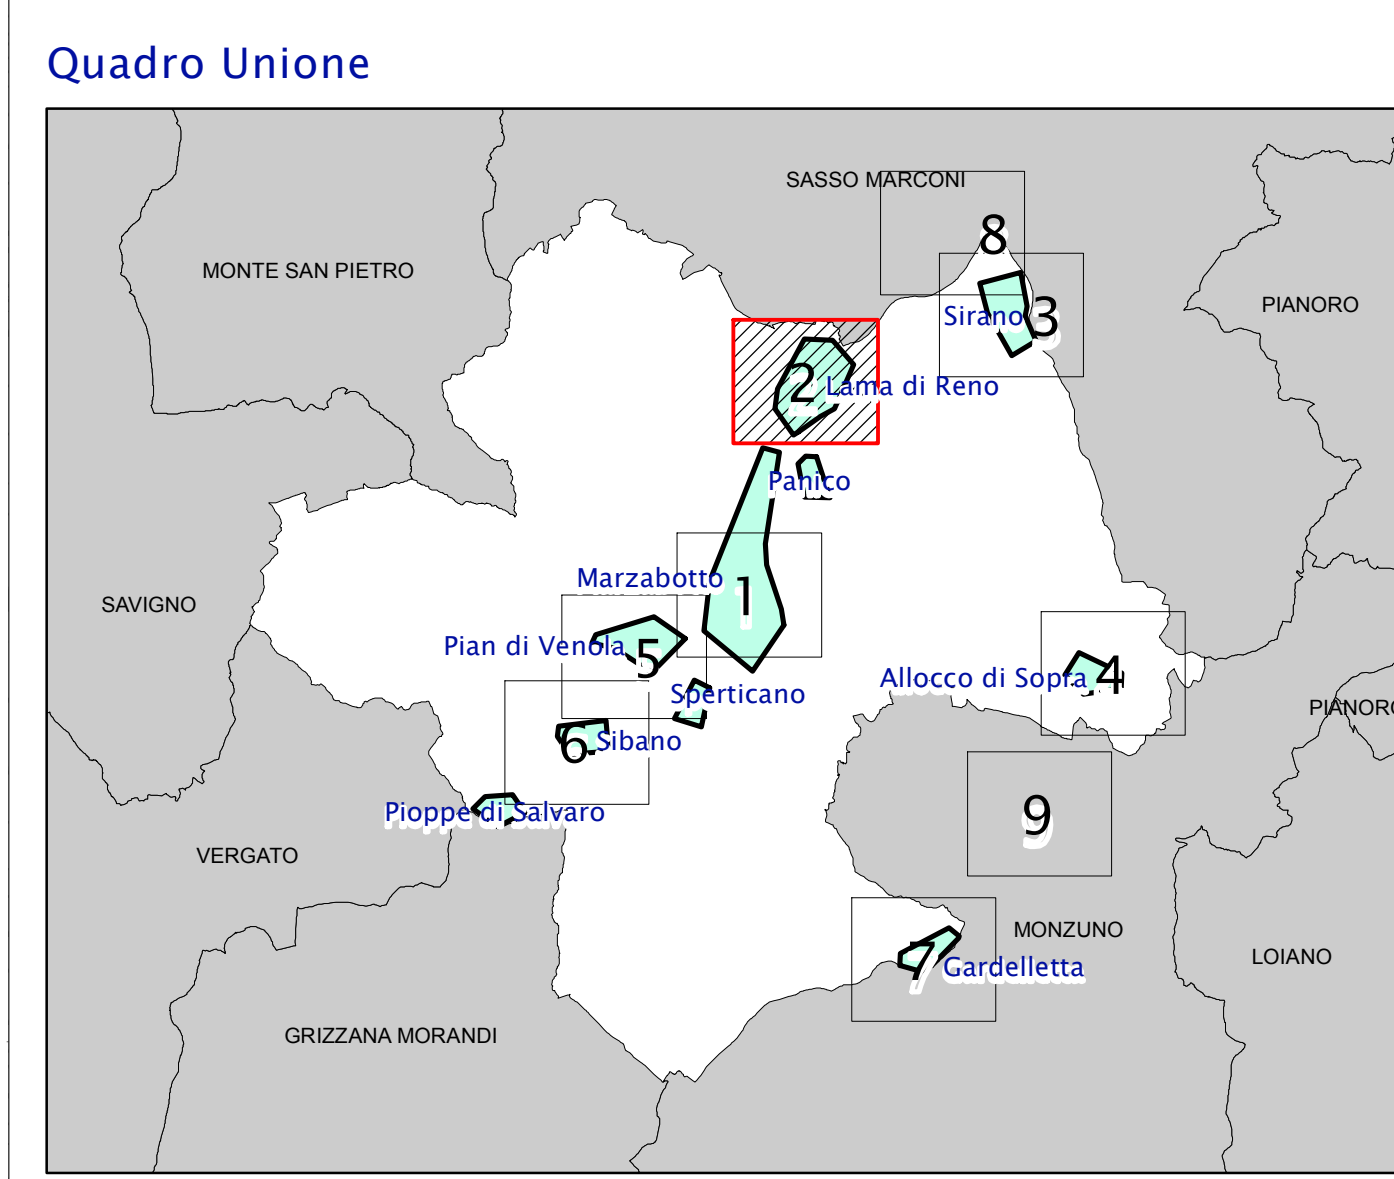 Quadro Unione
SASSO MARCONI
8
MONTE SAN PIETRO
PIANORO
Sirano
3
2
Lama di Reno
Panico
Marzabotto
1
SAVIGNO
Pian di Venola
5
Allocco di Sopra
4
Sperticano
PIANORO
6
Sibano
Pioppe di Salvaro
9
VERGATO
MONZUNO
7
Gardelletta
LOIANO
GRIZZANA MORANDI